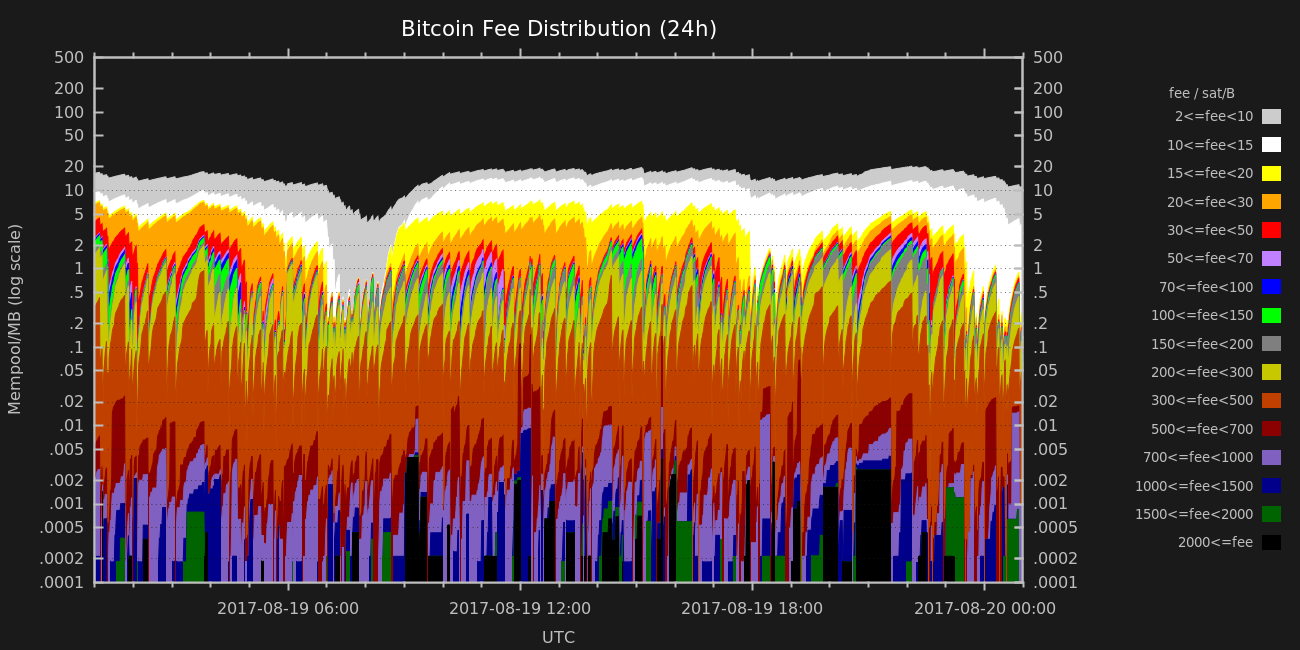 Bitcoin Fee Distribution (24h)
500
200
100
50
20
10
5
2
1
.5
.2
.1
.05
.02
.01
.005
.002
.001
.0005
.0002
.0001
Mempool/MB (log scale)
500
200
100
50
20
10
5
2
1
.5
.2
.1
.05
.02
.01
.005
.002
.001
.0005
.0002
.0001
2017-08-19 06:00 2017-08-19 12:00 2017-08-19 18:00 2017-08-20 00:00
UTC
fee / sat/B
2<=fee<10
10<=fee<15
15<=fee<20
20<=fee<30
30<=fee<50
50<=fee<70
70<=fee<100
100<=fee<150
150<=fee<200
200<=fee<300
300<=fee<500
500<=fee<700
700<=fee<1000
1000<=fee<1500
1500<=fee<2000
2000<=fee